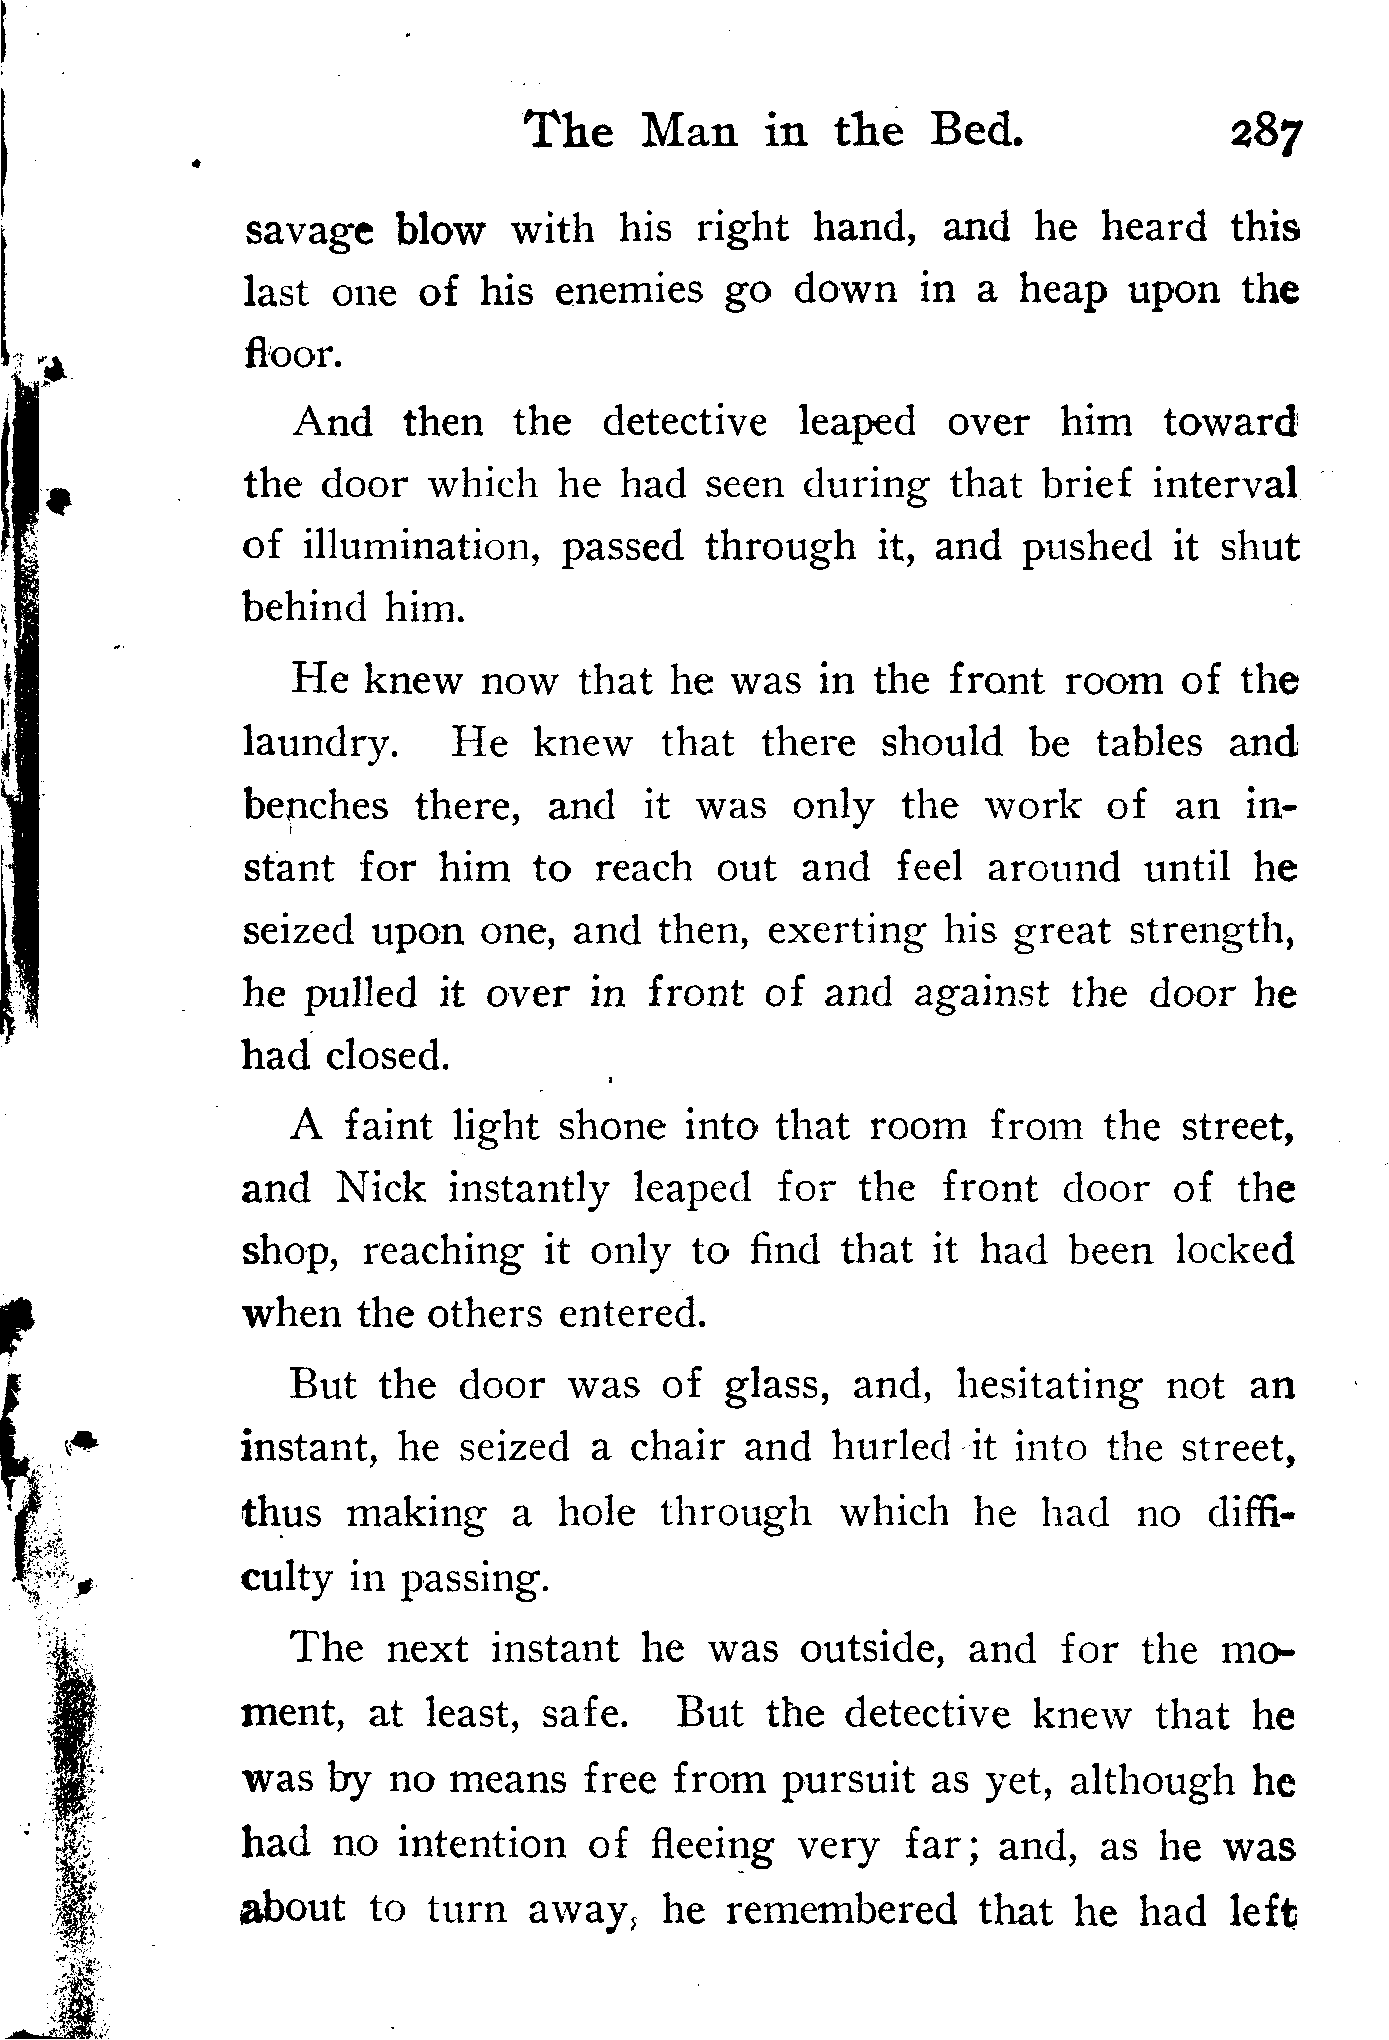 The Man in the Bed. 287
savage blow with his right hand, and he heard this
last one of his enemies go down in a heap upon the
floor.
And then the detective leaped over him toward
the door which he had seen during that brief interval
of illumination, passed through it, and pushed it shut
behind him.
He knew now that he was in the front room of the
laundry. He knew that there should be tables and
benches there, and it was only the work of an in-
stant for him to reach out and feel around until he
seized upon one, and then, exerting his great strength,
he pulled it over in front of and against the door he
had closed.
A faint light shone into that room from the street,
and Nick instantly leaped for the front door of the
shop, reaching it only to find that it had been locked
when the others entered.
But the door was of glass, and, hesitating not an
instant, he seized a chair and hurled it into the street,
thus making a hole through which he had no diffi-
culty in passing.
The next instant he was outside, and for the mo-
ment, at least, safe. But the detective knew that he
was by no means free from pursuit as yet, although he
had no intention of fleeing very far; and, as he was
about to turn away, he remembered that he had left